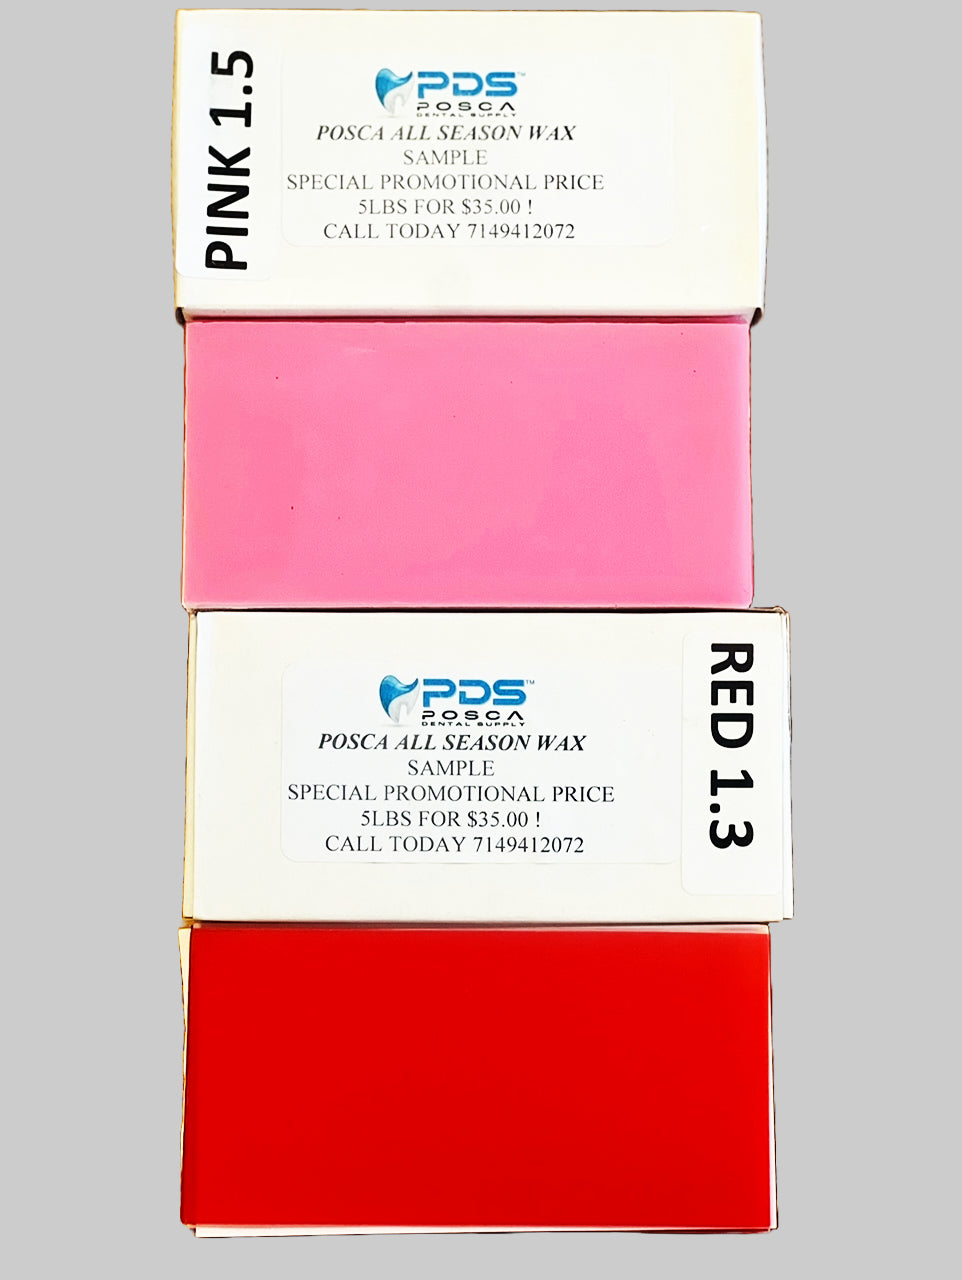 PINK 1.5
PDS™
POSCA
DENTAL SUPPLY
POSCA ALL SEASON WAX
SAMPLE
SPECIAL PROMOTIONAL PRICE
5LBS FOR $35.00 !
CALL TODAY 7149412072
PDS™
POSCA
DENTAL SUPPLY
POSCA ALL SEASON WAX
SAMPLE
SPECIAL PROMOTIONAL PRICE
5LBS FOR $35.00 !
CALL TODAY 7149412072
RED 1.3